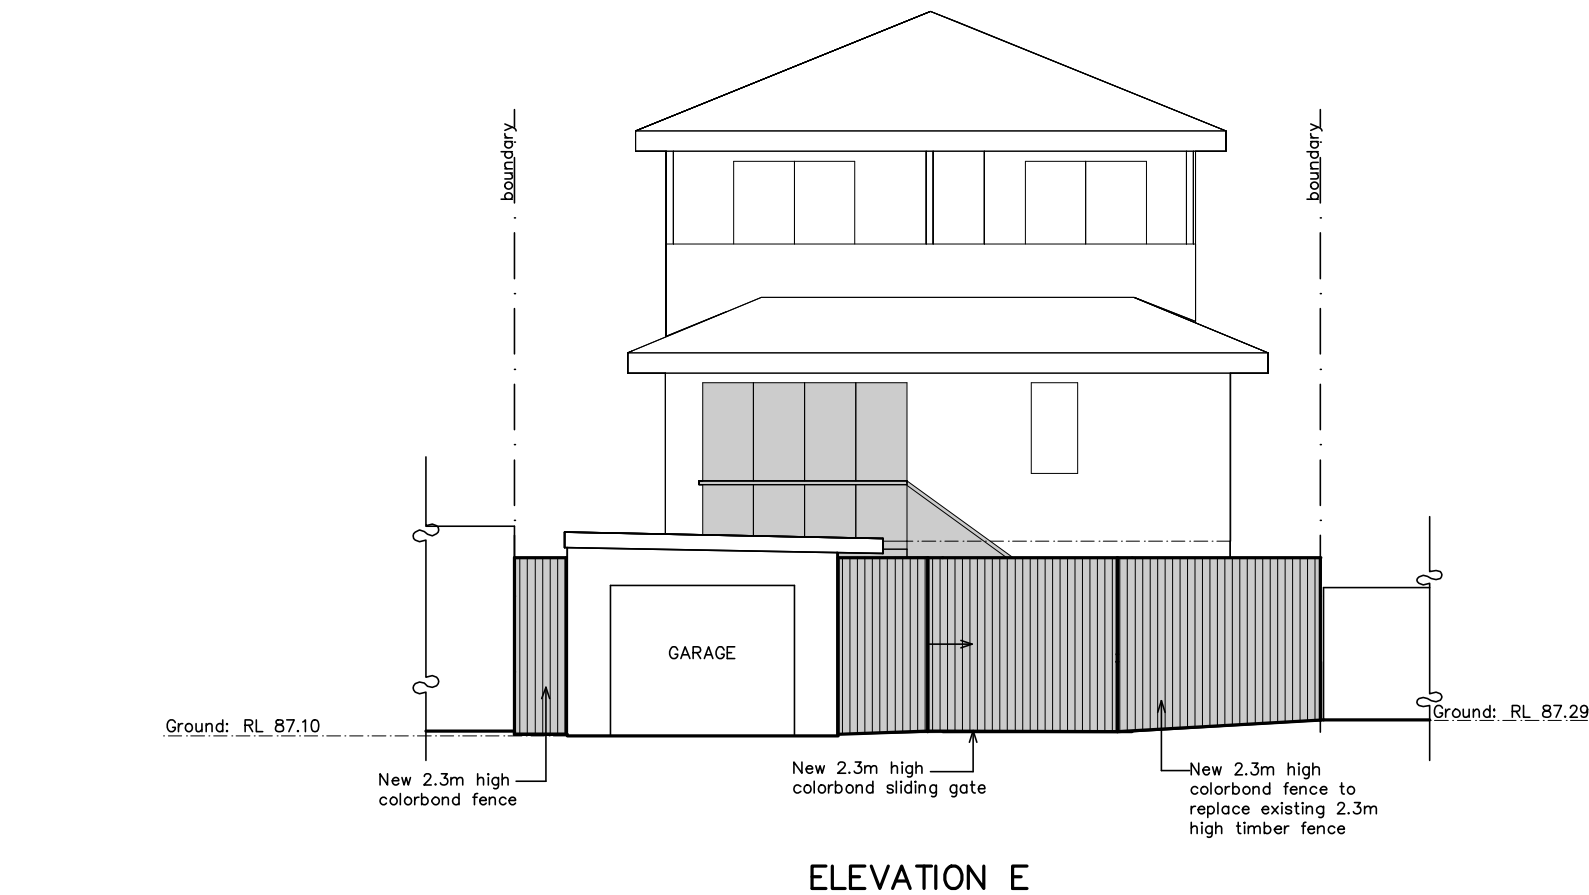 boundary
boundary
GARAGE
Ground: RL 87.10
Ground: RL 87.29
New 2.3m high
colorbond fence
New 2.3m high
colorbond sliding gate
New 2.3m high
colorbond fence to
replace existing 2.3m
high timber fence
ELEVATION E